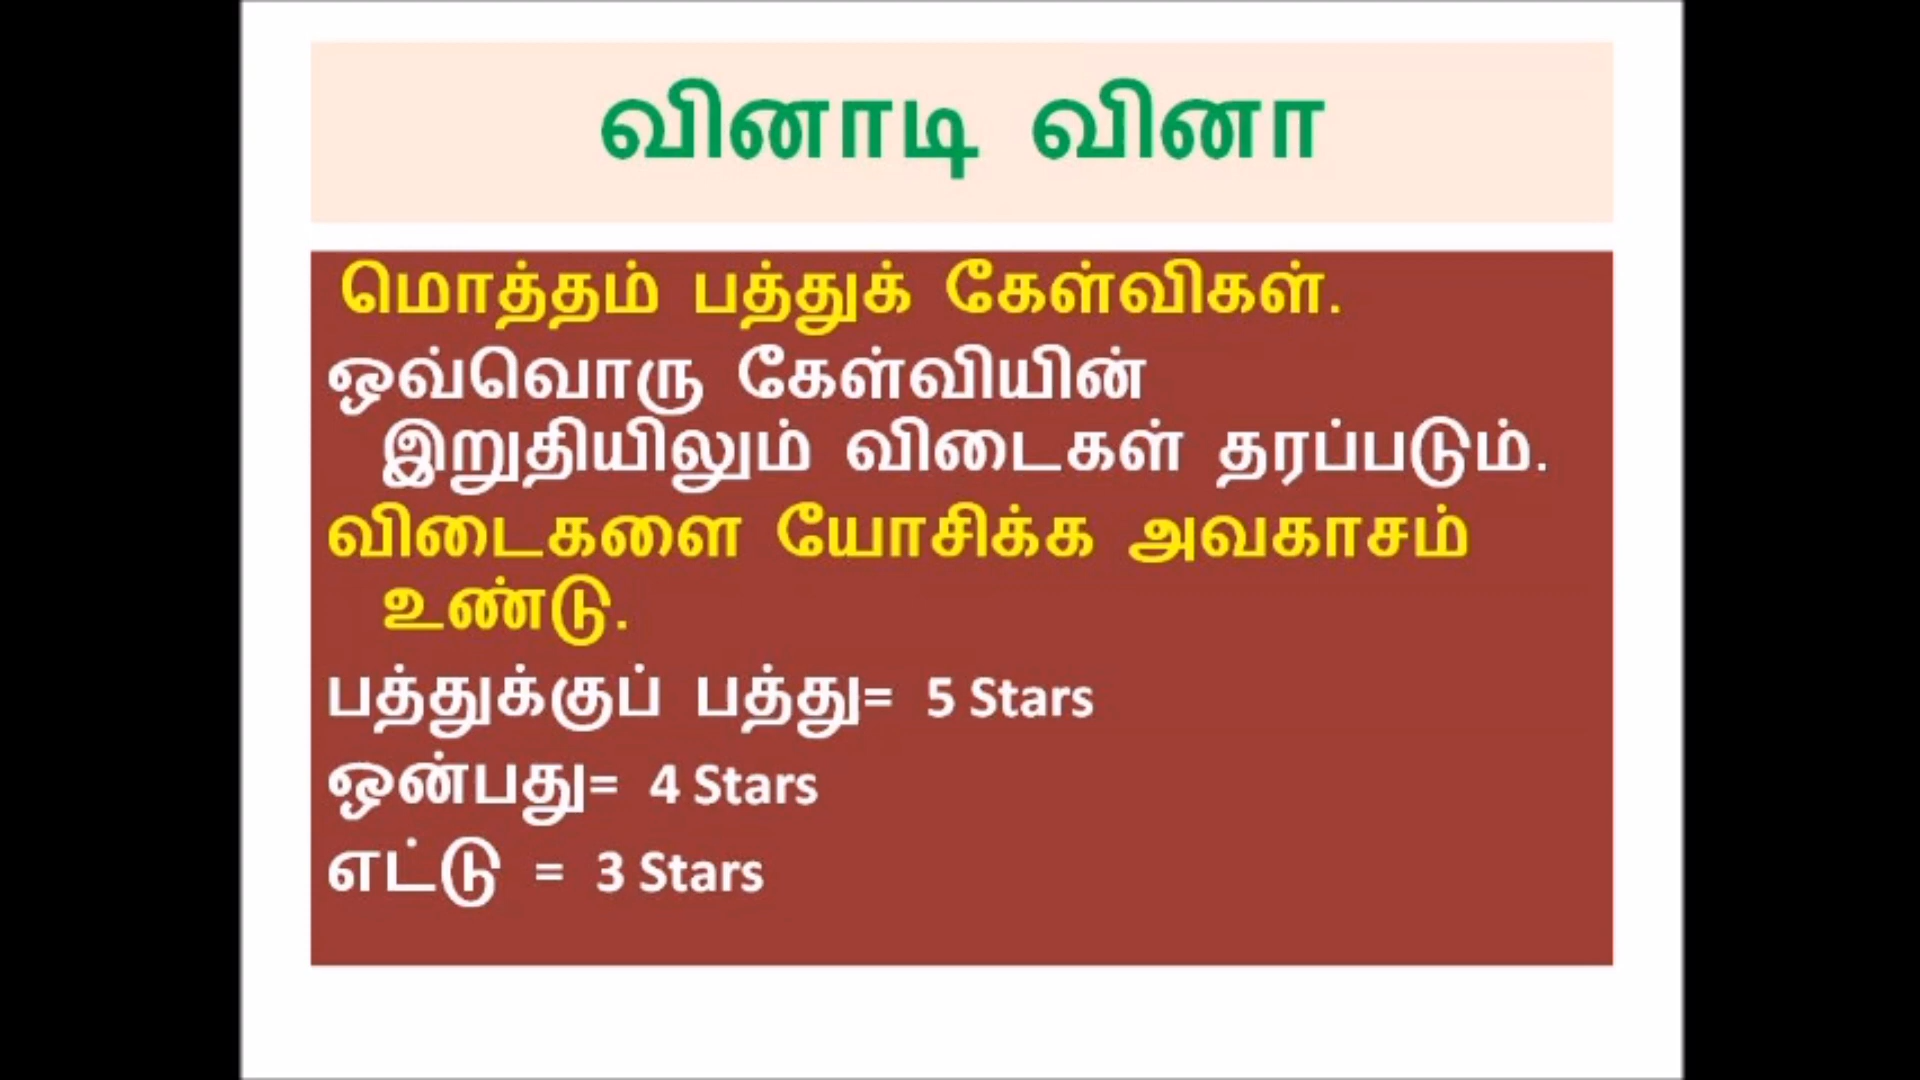 வினாடி வினா
மொத்தம் பத்துக் கேள்விகள்.
ஒவ்வொரு கேள்வியின்
இறுதியிலும் விடைகள் தரப்படும்.
விடைகளை யோசிக்க அவகாசம்
உண்டு.
பத்துக்குப் பத்து= 5 Stars
ஒன்பது= 4 Stars
எட்டு = 3 Stars